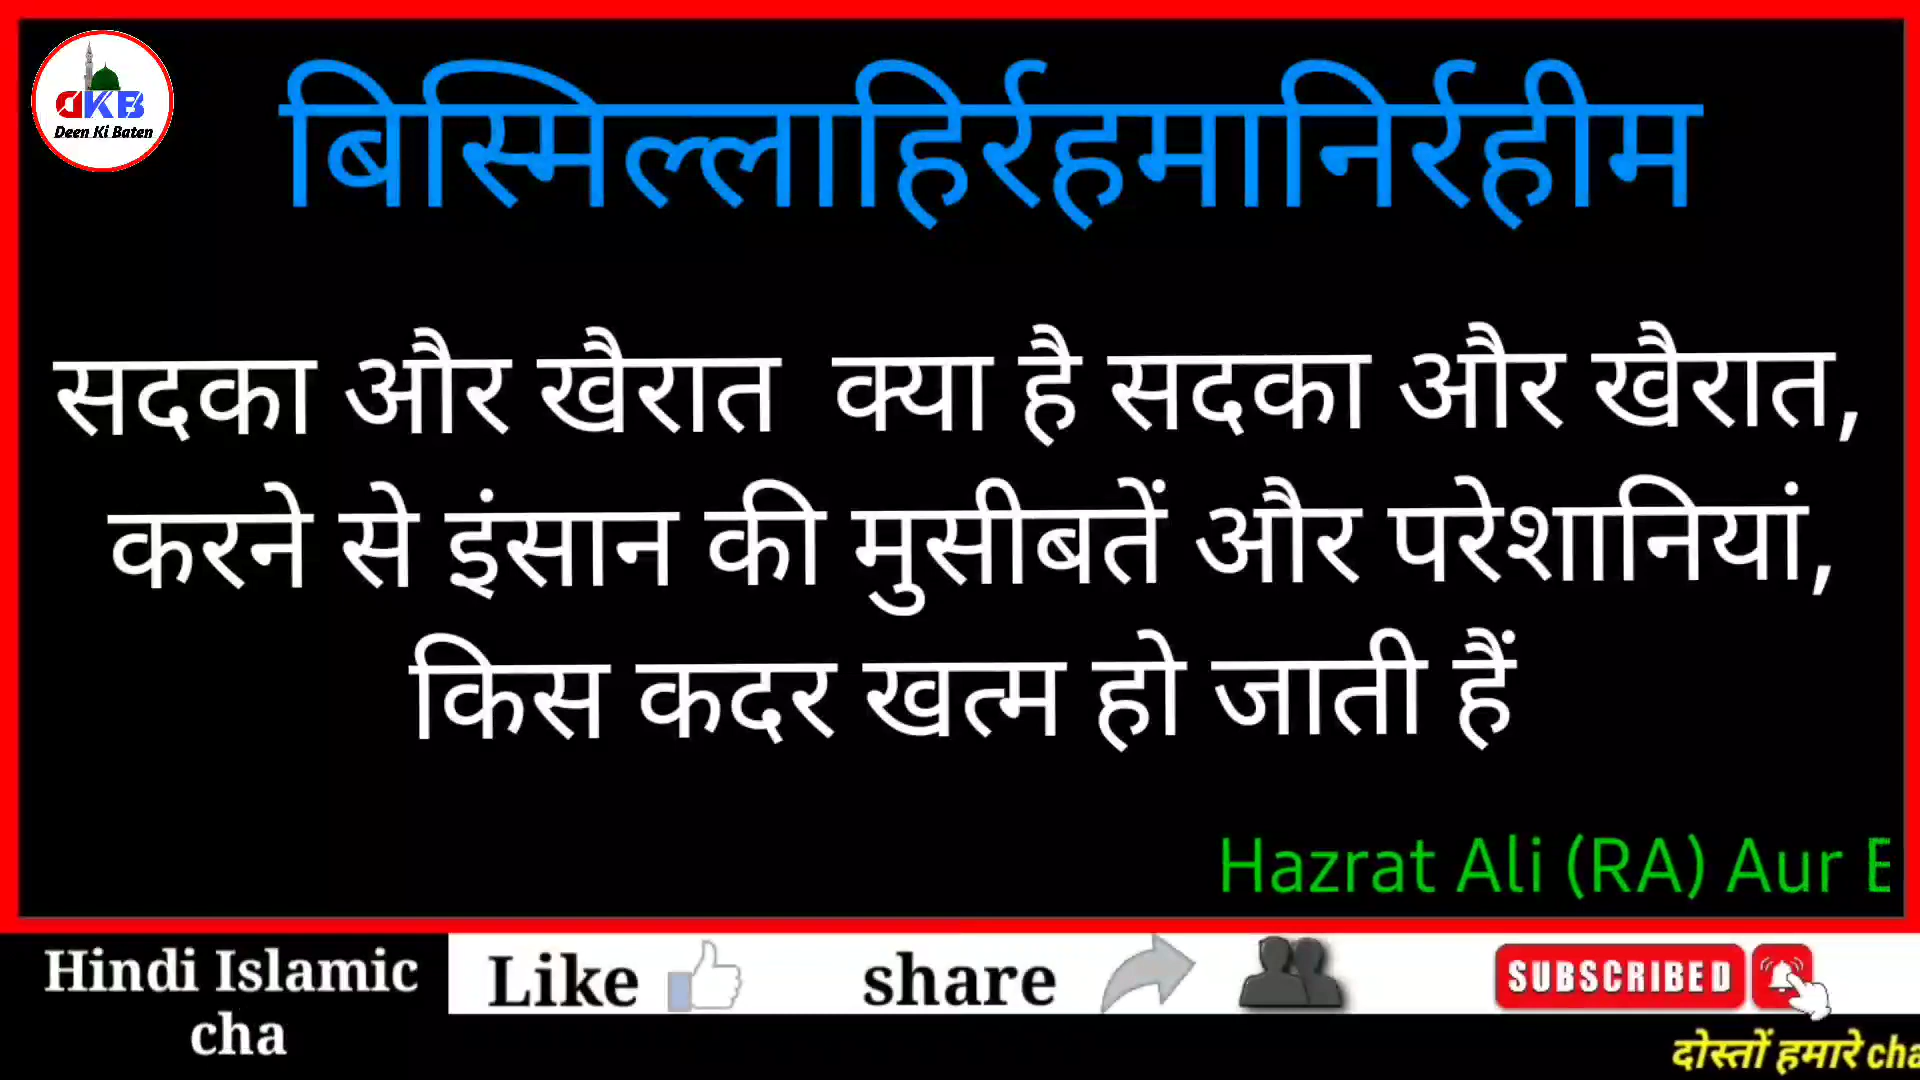 DKB
Deen Ki Baten
बिस्मिल्लाहिर्रहमानिर्रहीम
सदका और खैरात क्या है सदका और खैरात,
करने से इंसान की मुसीबतें और परेशानियां,
किस कदर खत्म हो जाती हैं
Hazrat Ali (RA) Aur
Hindi Islamic
cha
Like share SUBSCRIBED
दोस्तों हमारे cha